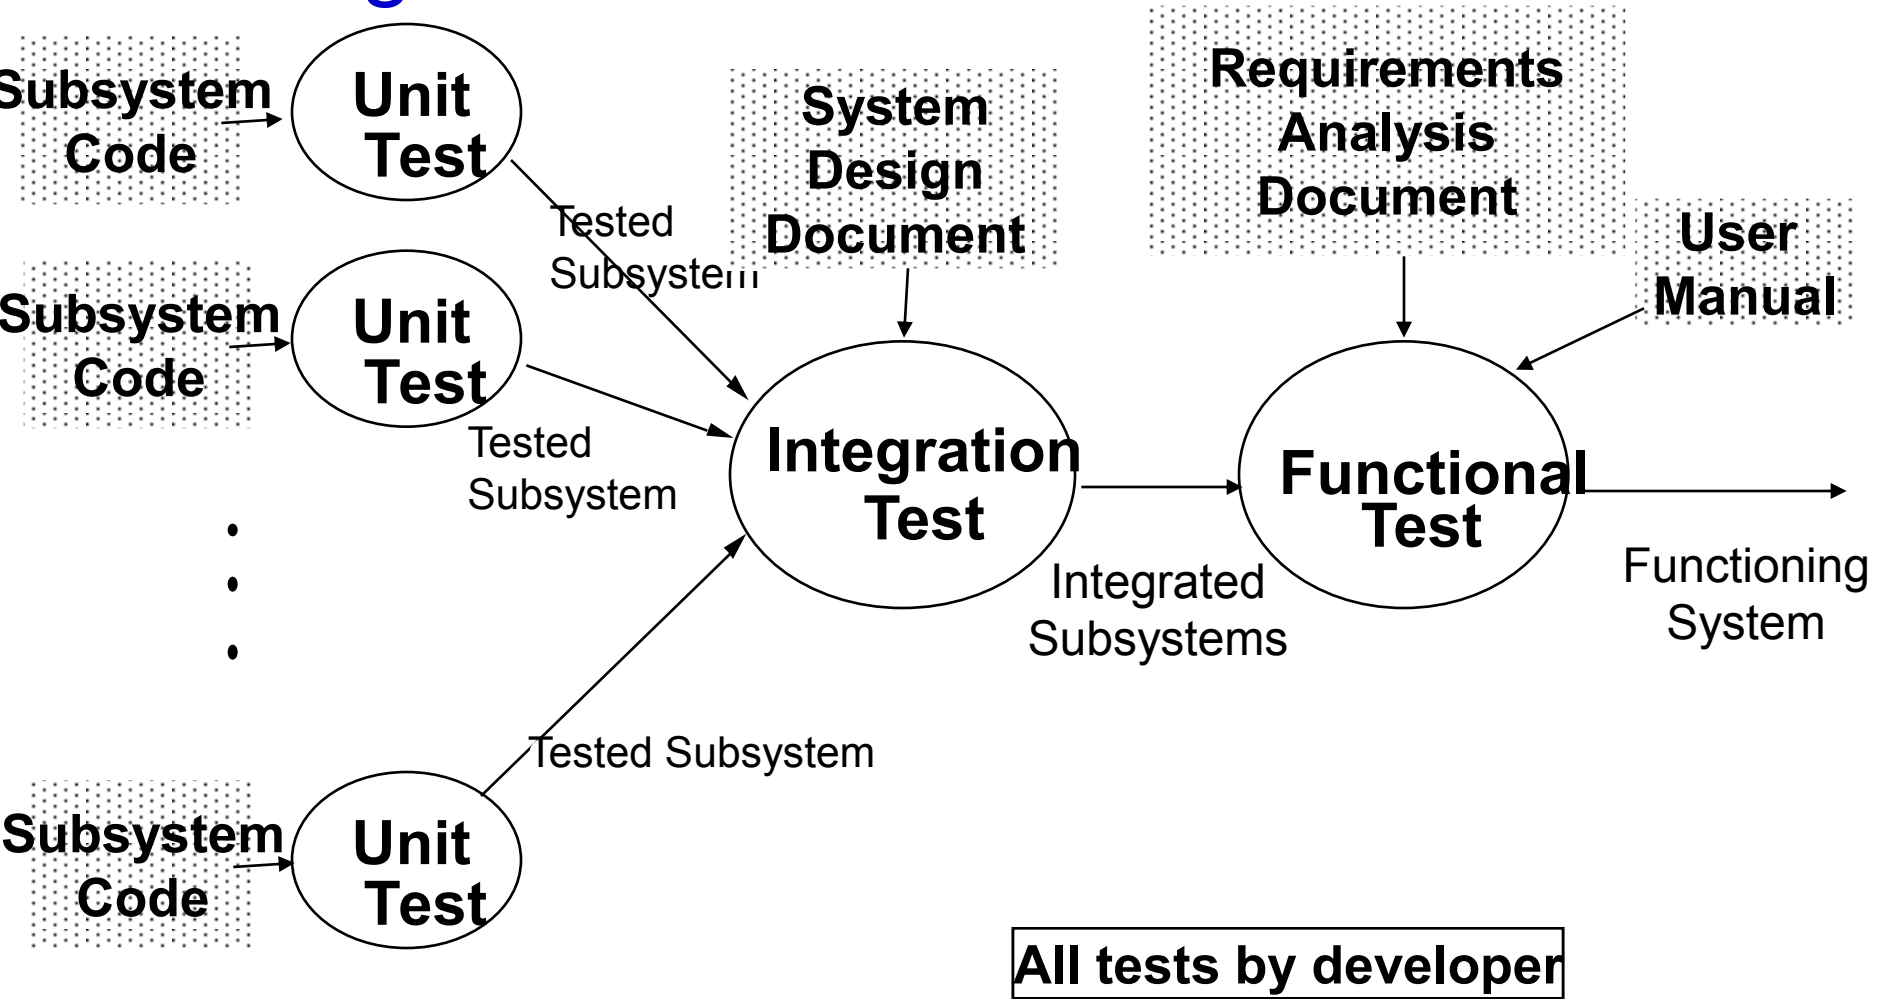 Subsystem
Code
Unit
Test
Tested
Subsystem
System
Design
Document
Requirements
Analysis
Document
User
Manual
Subsystem
Code
Unit
Test
Tested
Subsystem
Integration
Test
Functional
Test
Integrated
Subsystems
Functioning
System
Tested Subsystem
Subsystem
Code
Unit
Test
All tests by developer